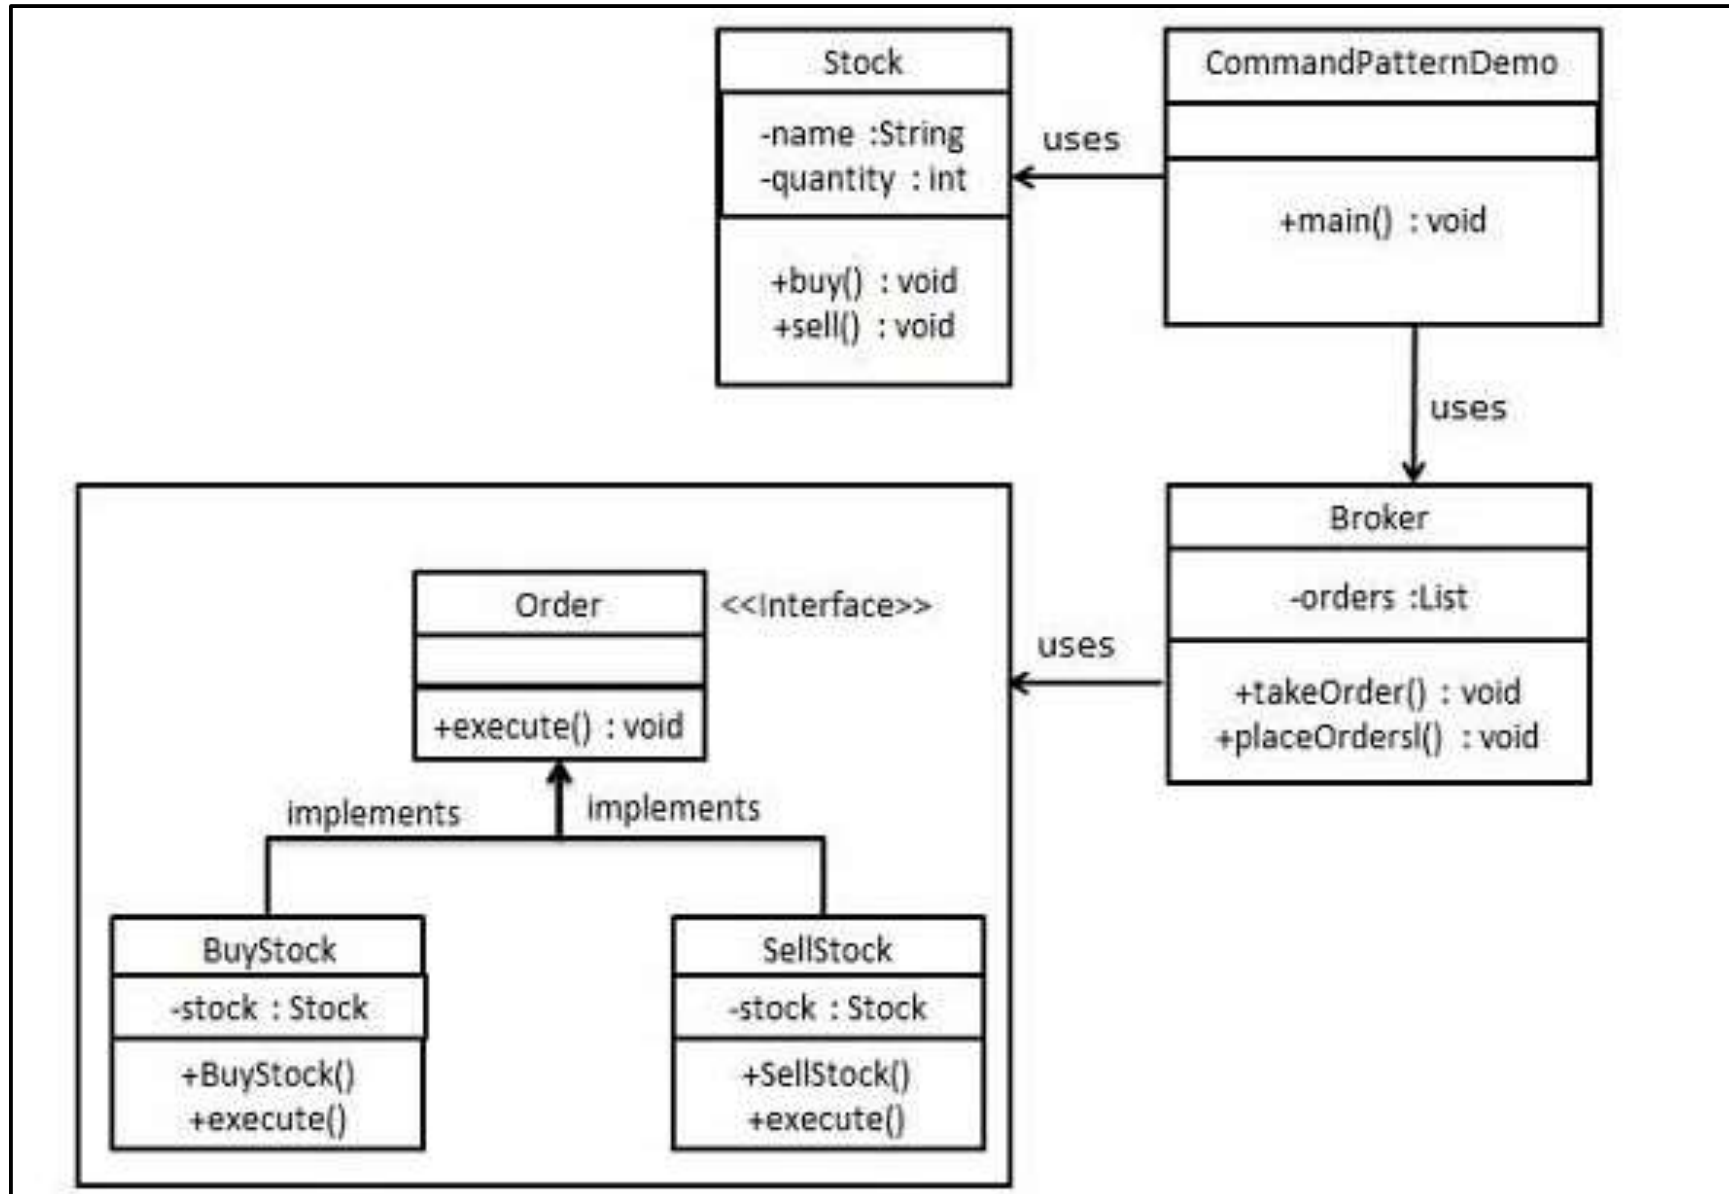 Stock
-name :String
-quantity : int
+buy() : void
+sell() : void
uses
CommandPatternDemo
+main() : void
uses
Broker
-orders :List
+takeOrder() : void
+placeOrdersl() : void
uses
Order
<<Interface>>
+execute() : void
implements
implements
BuyStock
-stock : Stock
+BuyStock()
+execute()
SellStock
-stock : Stock
+SellStock()
+execute()